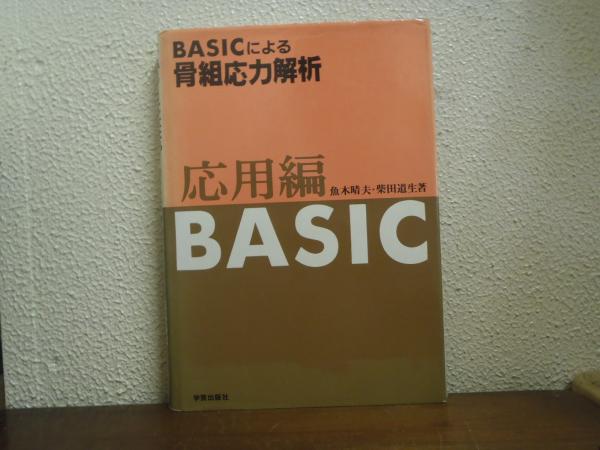 BASICによる
骨組応力解析
応用編
魚木晴夫・柴田道生著
BASIC
学芸出版社